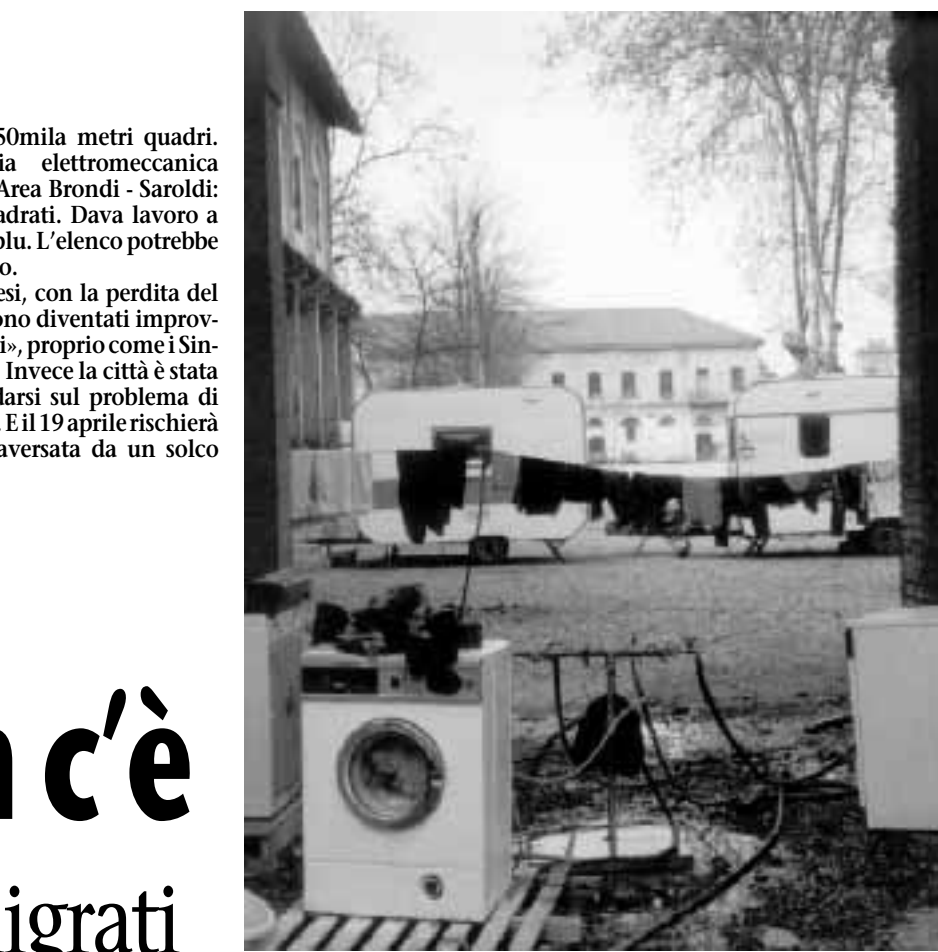 50mila metri quadri.
ia elettromeccanica
Area Brondi - Saroldi:
adrati. Dava lavoro a
blu. L'elenco potrebbe
o.
esi, con la perdita del
ono diventati improv-
i», proprio come i Sin-
Invece la città è stata
darsi sul problema di
. E il 19 aprile rischierà
aversata da un solco
c'è
igrati